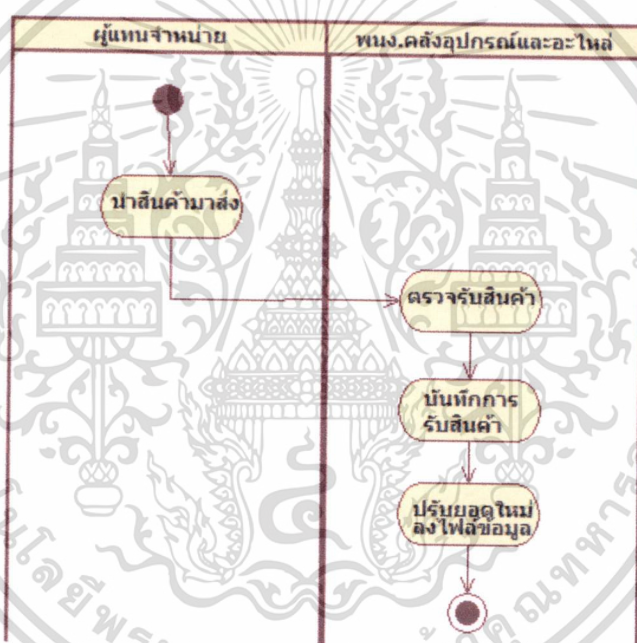 ผู้แทนจำหน่าย
พนง.คลังอุปกรณ์และอะไหล่
นำสินค้ามาส่ง
ตรวจรับสินค้า
บันทึกการ
รับสินค้า
ปรับยอดใหม่
ลงไฟล์ข้อมูล